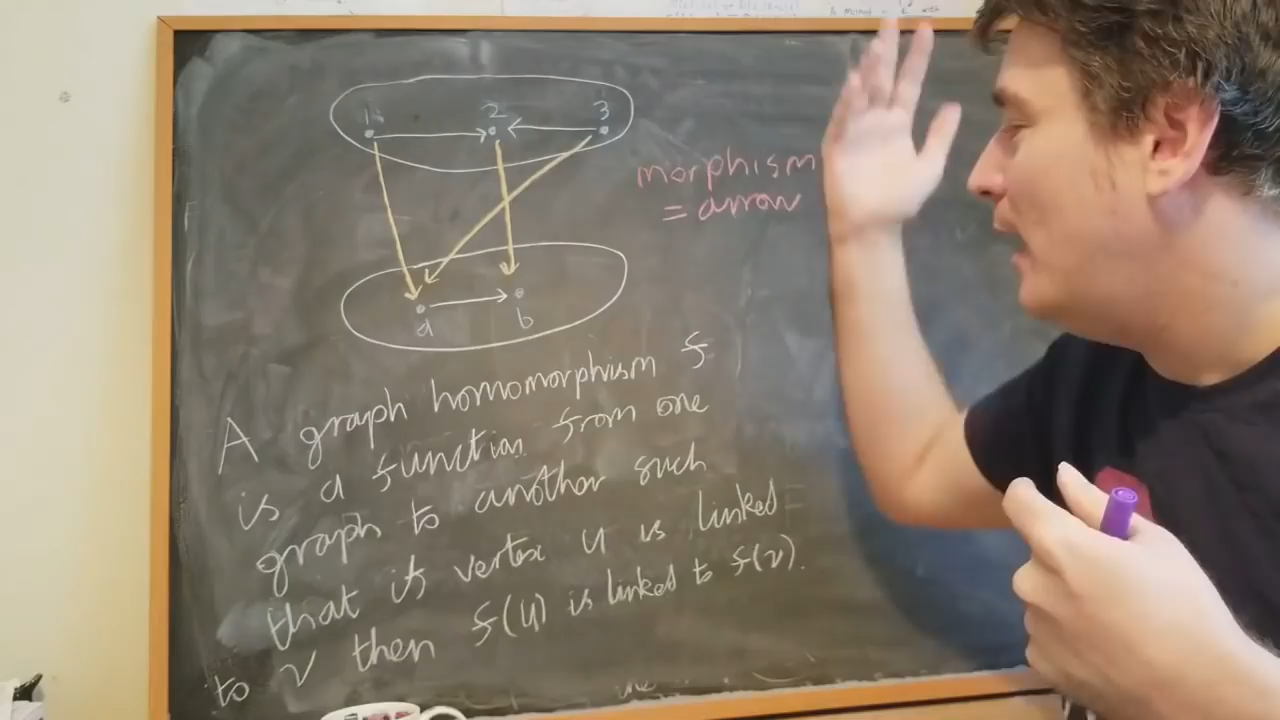 1 2 3
morphism
= arrow
a b
A graph homomorphism f
is a function from one
graph to another such
that if vertex u is linked
to v then f(u) is linked to f(v).